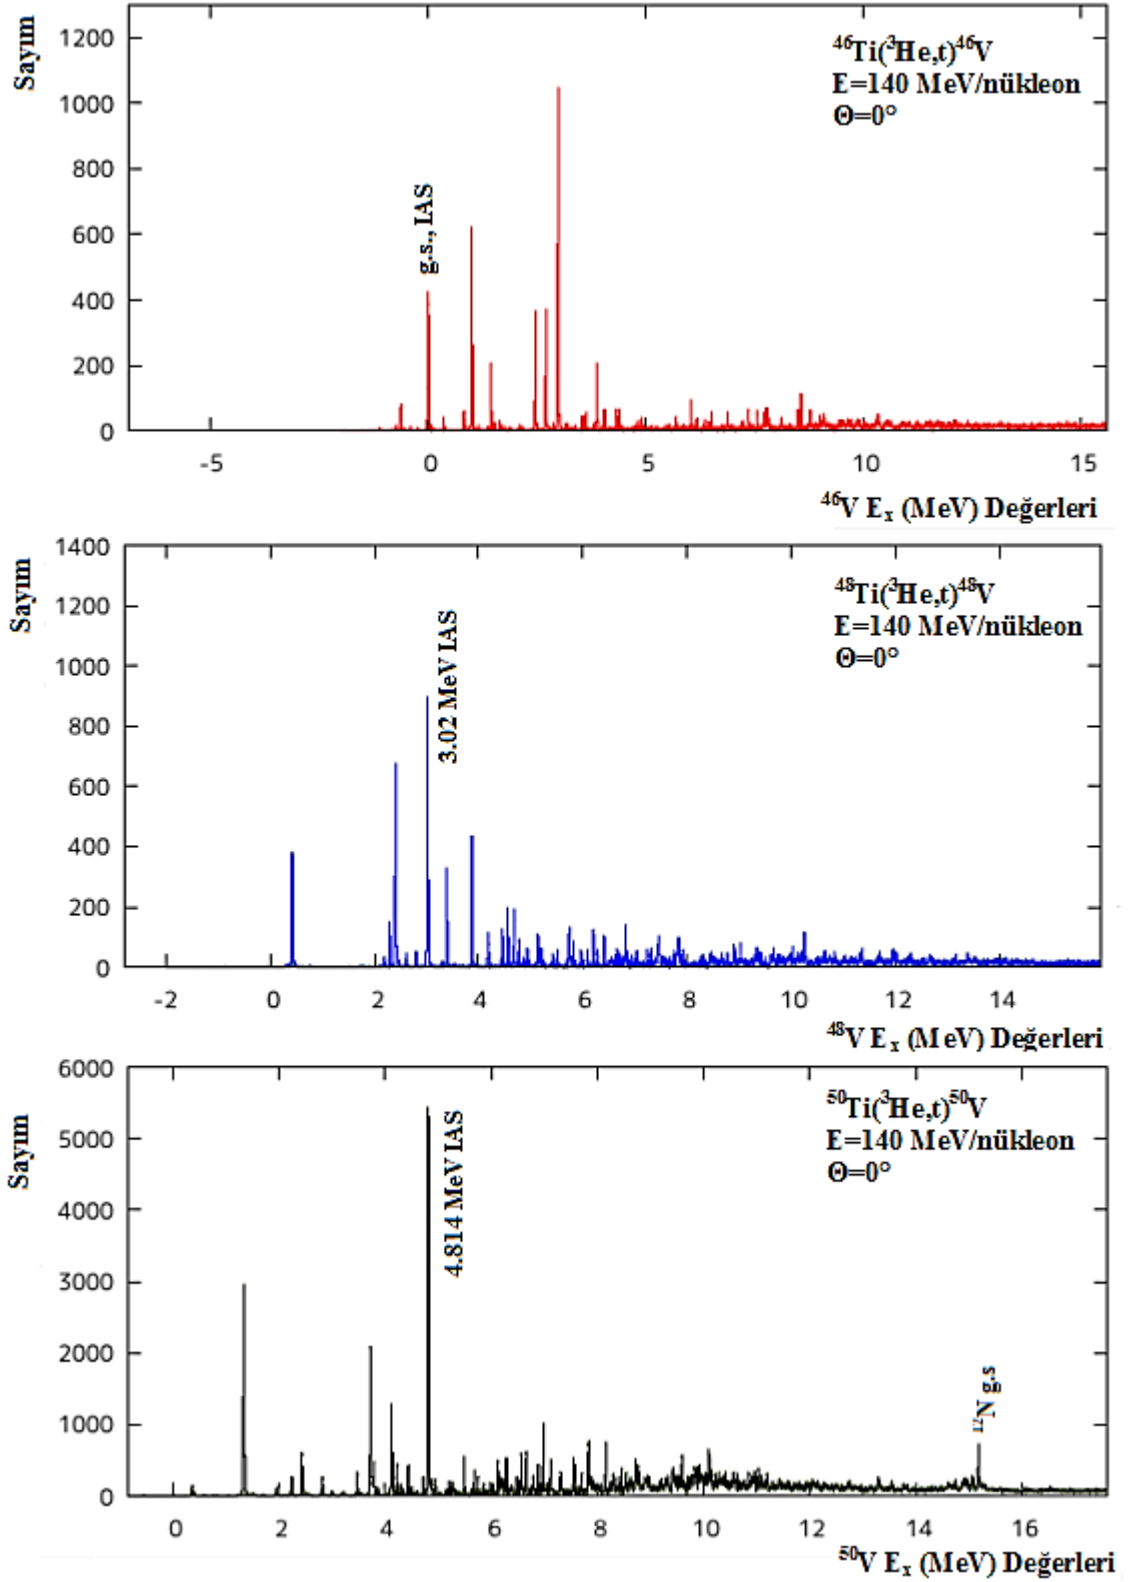 Sayım
1200
1000
800
600
400
200
0
g.s., IAS
⁴⁶Ti(³He,t)⁴⁶V
E=140 MeV/nükleon
Θ=0°
-5 0 5 10 15
⁴⁶V Eₓ (MeV) Değerleri
Sayım
1400
1200
1000
800
600
400
200
0
3.02 MeV IAS
⁴⁸Ti(³He,t)⁴⁸V
E=140 MeV/nükleon
Θ=0°
-2 0 2 4 6 8 10 12 14
⁴⁸V Eₓ (MeV) Değerleri
Sayım
6000
5000
4000
3000
2000
1000
0
4.814 MeV IAS
⁵⁰Ti(³He,t)⁵⁰V
E=140 MeV/nükleon
Θ=0°
¹²N g.s
0 2 4 6 8 10 12 14 16
⁵⁰V Eₓ (MeV) Değerleri